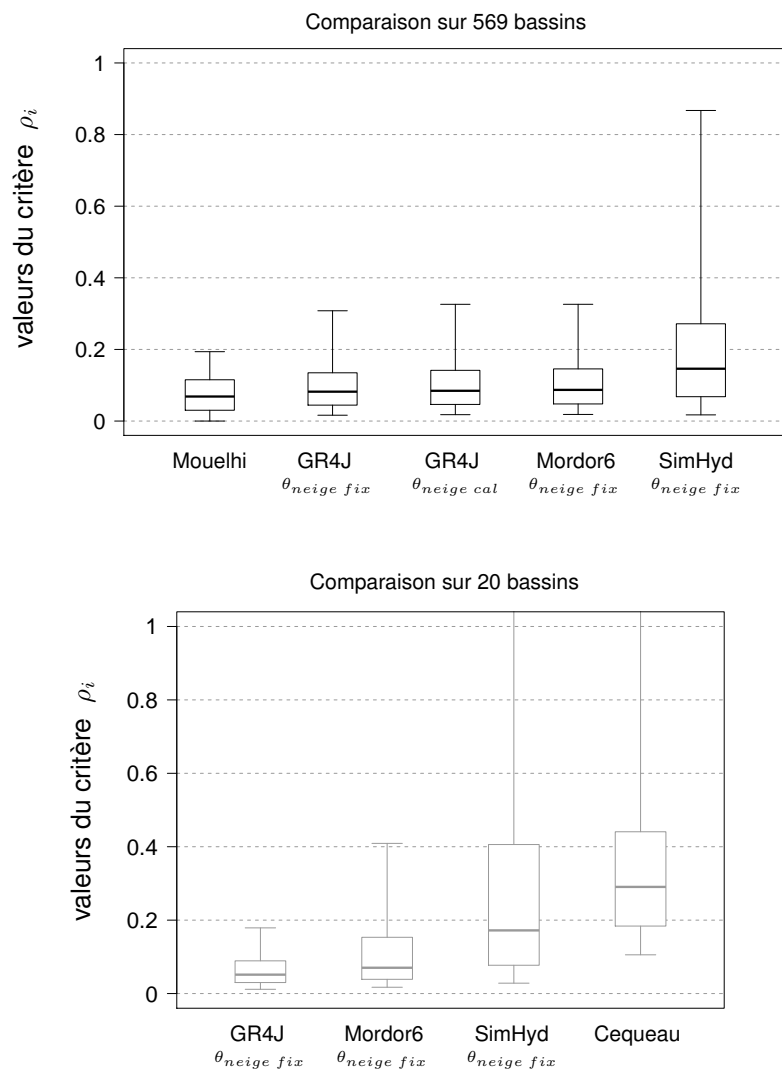 Comparaison sur 569 bassins
valeurs du critère ρi
1
0.8
0.6
0.4
0.2
0
Mouelhi GR4J GR4J Mordor6 SimHyd
θneige fix θneige cal θneige fix θneige fix
Comparaison sur 20 bassins
valeurs du critère ρi
1
0.8
0.6
0.4
0.2
0
GR4J Mordor6 SimHyd Cequeau
θneige fix θneige fix θneige fix